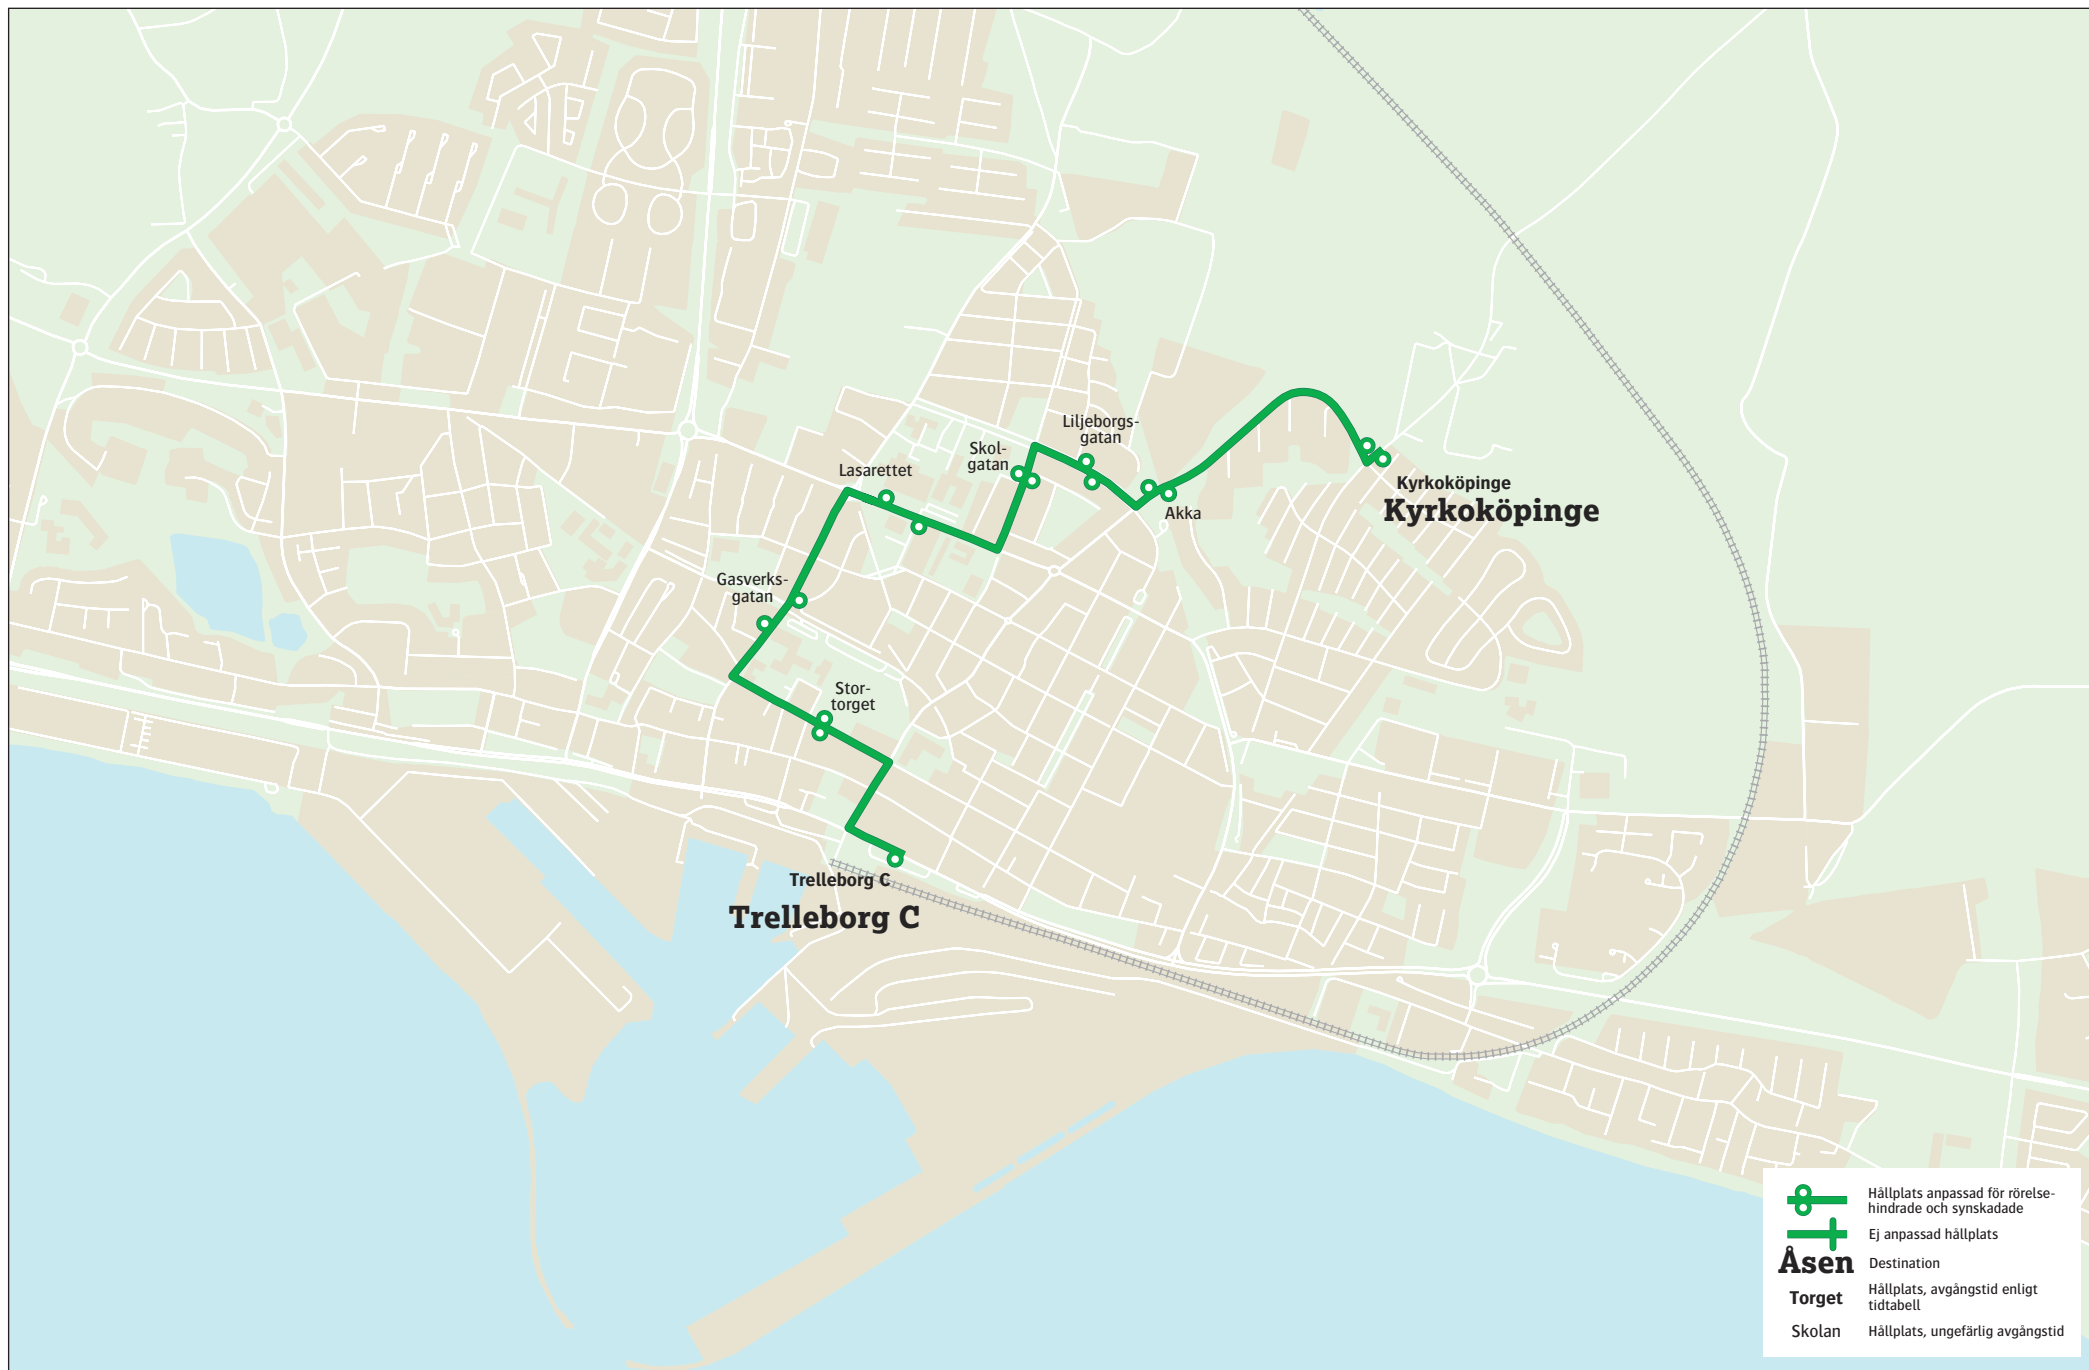 Liljeborgs-
gatan
Skol-
gatan
Lasarettet
Kyrkoköpinge
Kyrkoköpinge
Akka
Gasverks-
gatan
Stor-
torget
Trelleborg C
Trelleborg C
Hållplats anpassad för rörelse-
hindrade och synskadade
Ej anpassad hållplats
Åsen Destination
Torget Hållplats, avgångstid enligt
tidtabell
Skolan Hållplats, ungefärlig avgångstid